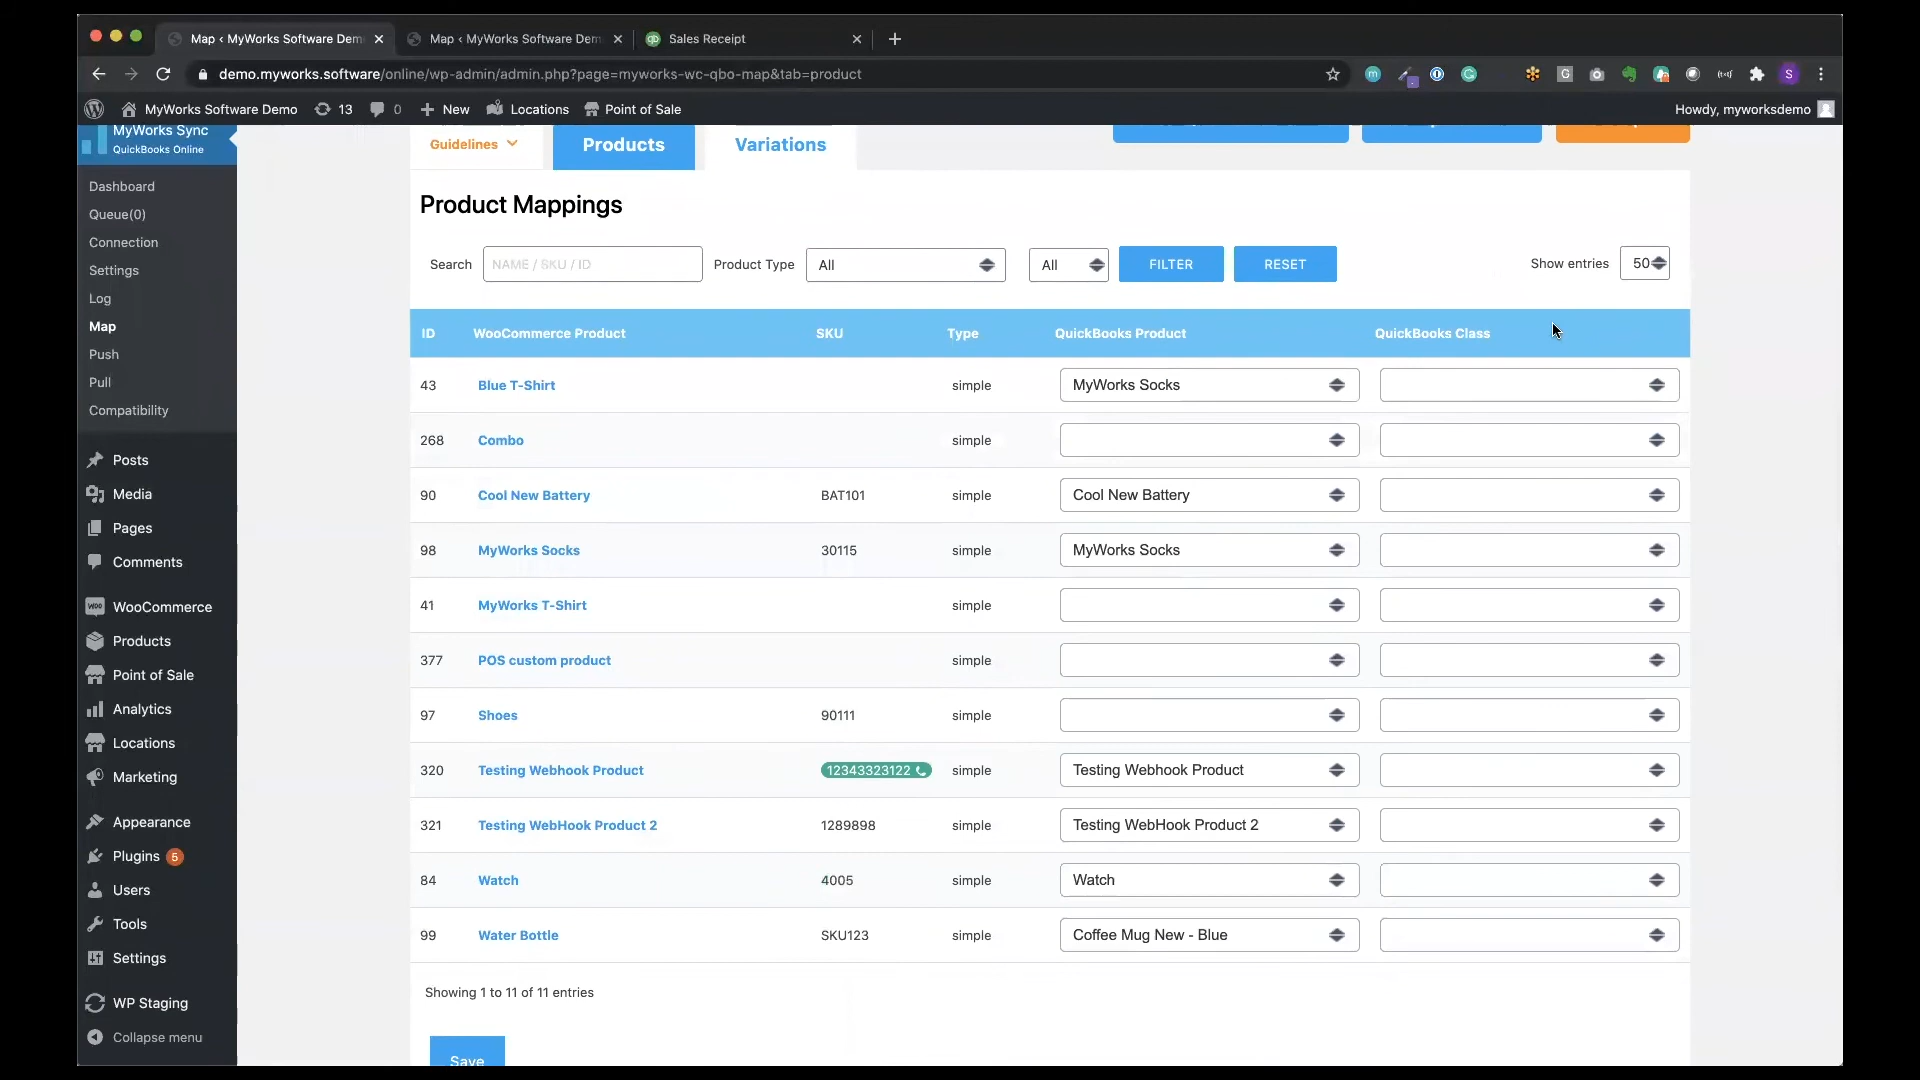 Map ‹ MyWorks Software Dem
Map ‹ MyWorks Software Dem
Sales Receipt
demo.myworks.software/online/wp-admin/admin.php?page=myworks-wc-qbo-map&tab=product
S
MyWorks Software Demo
13
0
New
Locations
Point of Sale
Howdy, myworksdemo
MyWorks Sync
QuickBooks Online
Dashboard
Queue(0)
Connection
Settings
Log
Map
Push
Pull
Compatibility
Posts
Media
Pages
Comments
WooCommerce
Products
Point of Sale
Analytics
Locations
Marketing
Appearance
Plugins 5
Users
Tools
Settings
WP Staging
Collapse menu
Guidelines
Products
Variations
Product Mappings
Search
NAME / SKU / ID
Product Type
All
All
FILTER
RESET
Show entries
50
ID WooCommerce Product SKU Type QuickBooks Product QuickBooks Class
43 Blue T-Shirt simple MyWorks Socks
268 Combo simple
90 Cool New Battery BAT101 simple Cool New Battery
98 MyWorks Socks 30115 simple MyWorks Socks
41 MyWorks T-Shirt simple
377 POS custom product simple
97 Shoes 90111 simple
320 Testing Webhook Product 12343323122 simple Testing Webhook Product
321 Testing WebHook Product 2 1289898 simple Testing WebHook Product 2
84 Watch 4005 simple Watch
99 Water Bottle SKU123 simple Coffee Mug New - Blue
Showing 1 to 11 of 11 entries
Save